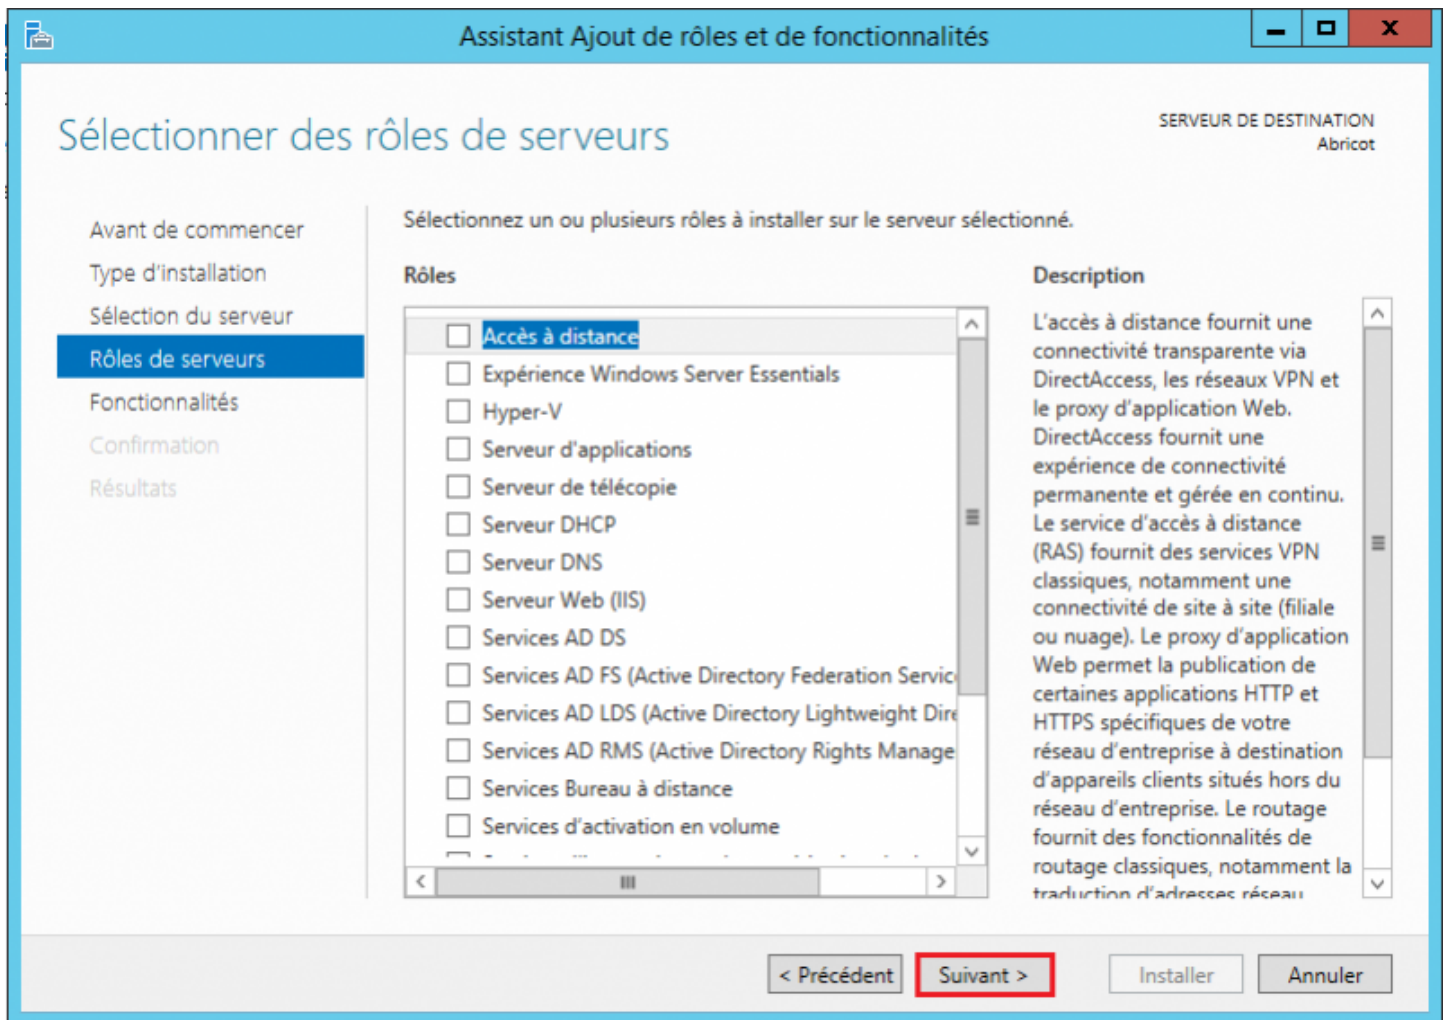 Assistant Ajout de rôles et de fonctionnalités
Sélectionner des rôles de serveurs
SERVEUR DE DESTINATION
Abricot
Avant de commencer
Type d'installation
Sélection du serveur
Rôles de serveurs
Fonctionnalités
Confirmation
Résultats
Sélectionnez un ou plusieurs rôles à installer sur le serveur sélectionné.
Rôles
Accès à distance
Expérience Windows Server Essentials
Hyper-V
Serveur d'applications
Serveur de télécopie
Serveur DHCP
Serveur DNS
Serveur Web (IIS)
Services AD DS
Services AD FS (Active Directory Federation Servic
Services AD LDS (Active Directory Lightweight Dire
Services AD RMS (Active Directory Rights Manage
Services Bureau à distance
Services d'activation en volume
Description
L'accès à distance fournit une
connectivité transparente via
DirectAccess, les réseaux VPN et
le proxy d'application Web.
DirectAccess fournit une
expérience de connectivité
permanente et gérée en continu.
Le service d'accès à distance
(RAS) fournit des services VPN
classiques, notamment une
connectivité de site à site (filiale
ou nuage). Le proxy d'application
Web permet la publication de
certaines applications HTTP et
HTTPS spécifiques de votre
réseau d'entreprise à destination
d'appareils clients situés hors du
réseau d'entreprise. Le routage
fournit des fonctionnalités de
routage classiques, notamment la
traduction d'adresses réseau
< Précédent
Suivant >
Installer
Annuler